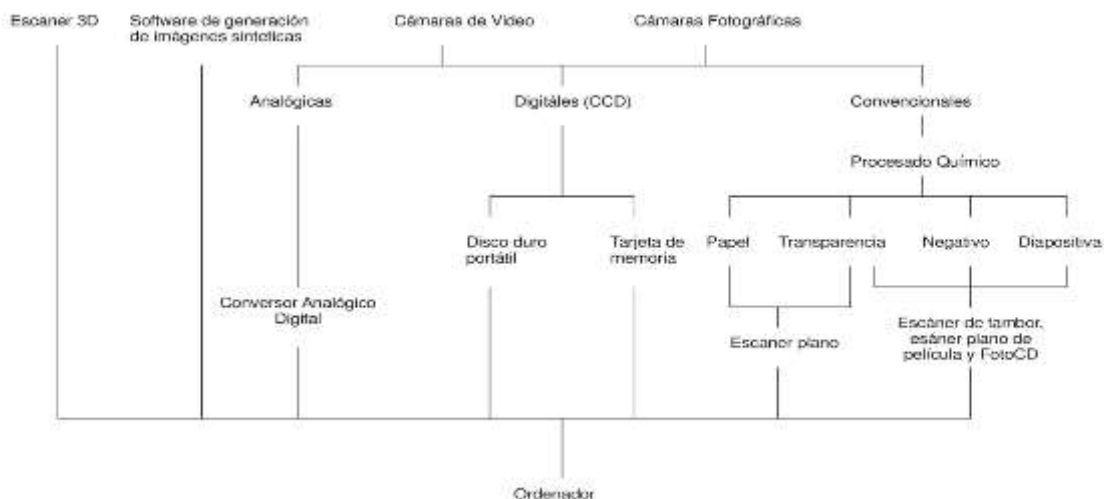 Escaner 3D
Software de generación
de imágenes sinteticas
Cámaras de Video
Cámaras Fotográficas
Analógicas
Digitáles (CCD)
Convencionales
Procesado Químico
Disco duro
portátil
Tarjeta de
memoria
Papel
Transparencia
Negativo
Diapositiva
Conversor Analógico
Digital
Escaner plano
Escáner de tambor,
esáner plano de
película y FotoCD
Ordenador